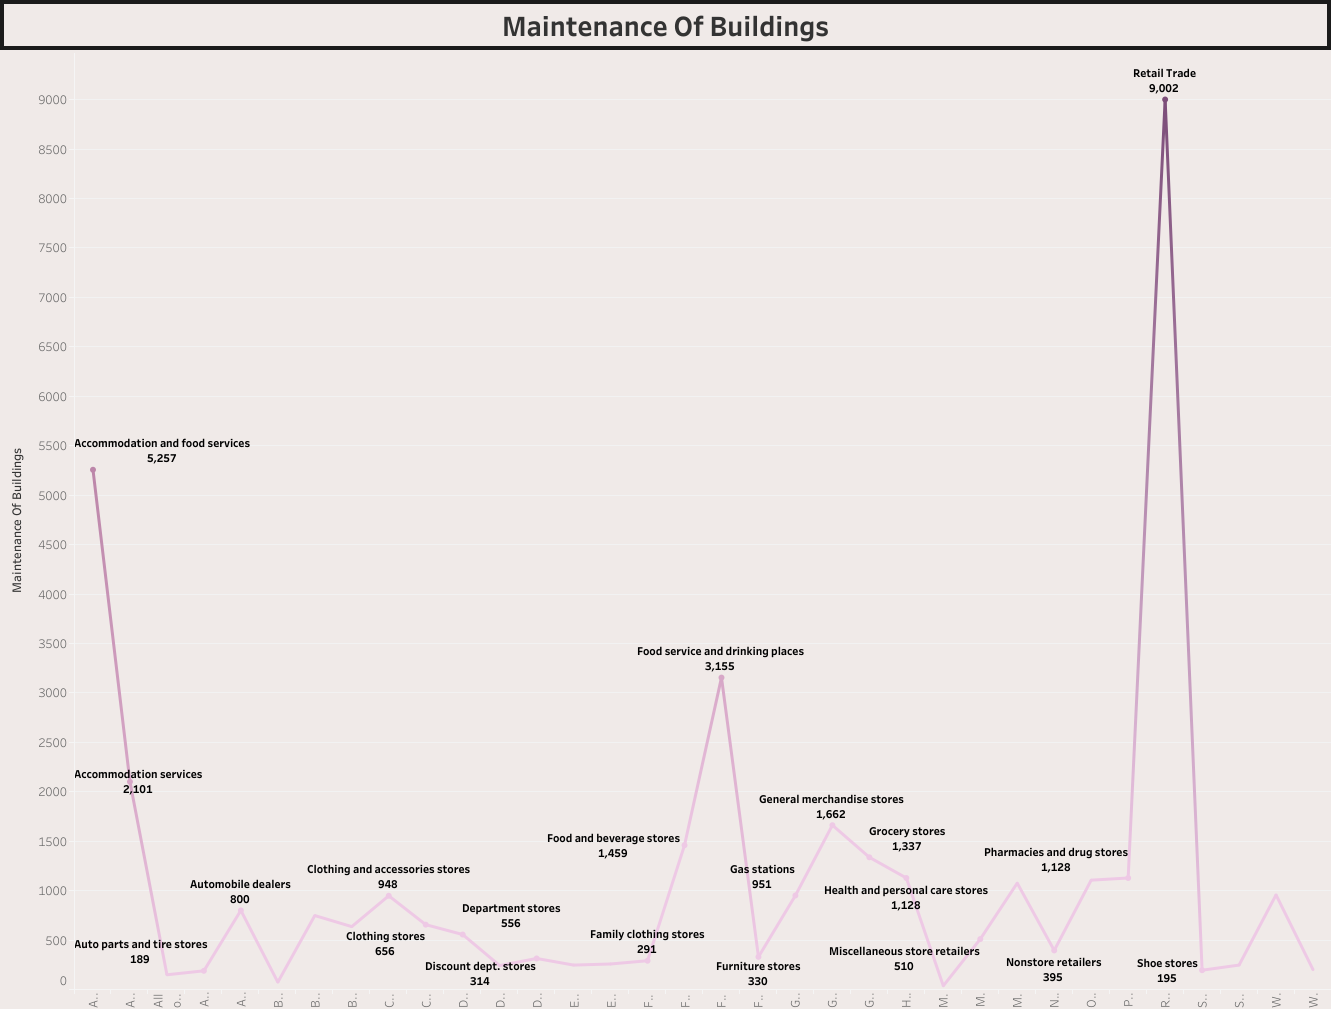 Maintenance Of Buildings
Retail Trade
9,002
9000
8500
8000
7500
7000
6500
6000
5500
5000
4500
4000
3500
3000
2500
2000
1500
1000
500
0
Maintenance Of Buildings
Accommodation and food services
5,257
Food service and drinking places
3,155
Accommodation services
2,101
General merchandise stores
1,662
Grocery stores
1,337
Food and beverage stores
1,459
Pharmacies and drug stores
1,128
Clothing and accessories stores
948
Gas stations
951
Automobile dealers
800
Health and personal care stores
1,128
Department stores
556
Clothing stores
656
Family clothing stores
291
Auto parts and tire stores
189
Miscellaneous store retailers
510
Discount dept. stores
314
Furniture stores
330
Nonstore retailers
395
Shoe stores
195
A..
A..
All
o..
A..
A..
B..
B..
B..
C..
C..
D..
D..
D..
E..
E..
F..
F..
F..
F..
G..
G..
G..
H..
M..
M..
M..
N..
O..
P..
R..
S..
S..
W..
W..